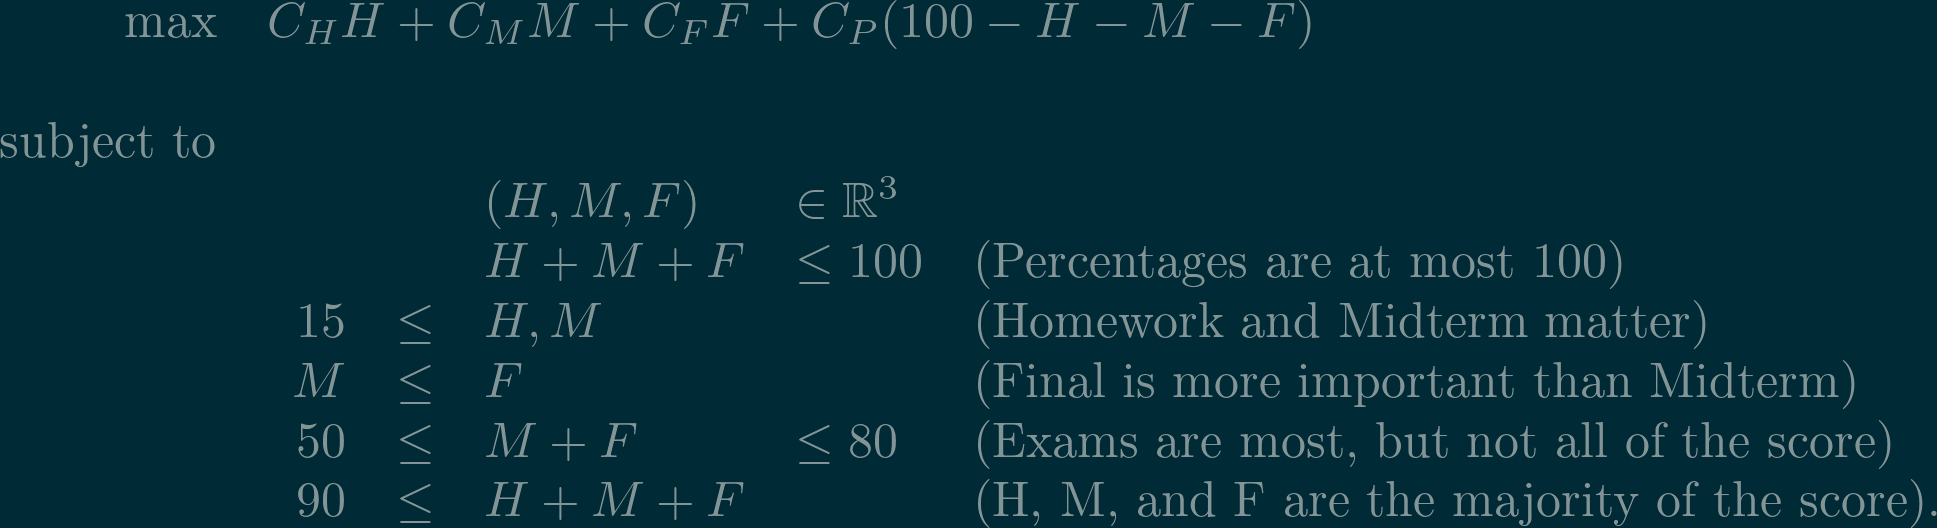 max C_H H + C_M M + C_F F + C_P(100 − H − M − F)
subject to
(H, M, F) ∈ ℝ³
H + M + F ≤ 100 (Percentages are at most 100)
15 ≤ H, M (Homework and Midterm matter)
M ≤ F (Final is more important than Midterm)
50 ≤ M + F ≤ 80 (Exams are most, but not all of the score)
90 ≤ H + M + F (H, M, and F are the majority of the score).